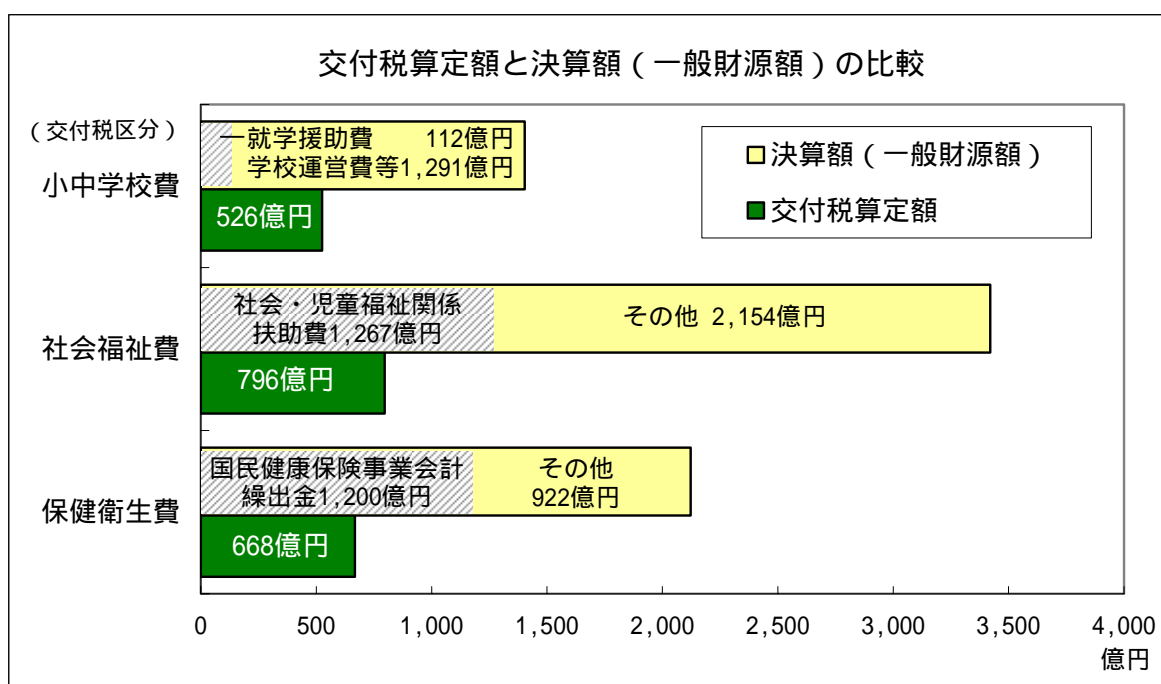 交付税算定額と決算額(一般財源額)の比較
(交付税区分)
小中学校費
就学援助費 112億円
学校運営費等1,291億円
526億円
決算額(一般財源額)
交付税算定額
社会福祉費
社会・児童福祉関係
扶助費1,267億円
その他 2,154億円
796億円
保健衛生費
国民健康保険事業会計
繰出金1,200億円
その他
922億円
668億円
0 500 1,000 1,500 2,000 2,500 3,000 3,500 4,000
億円